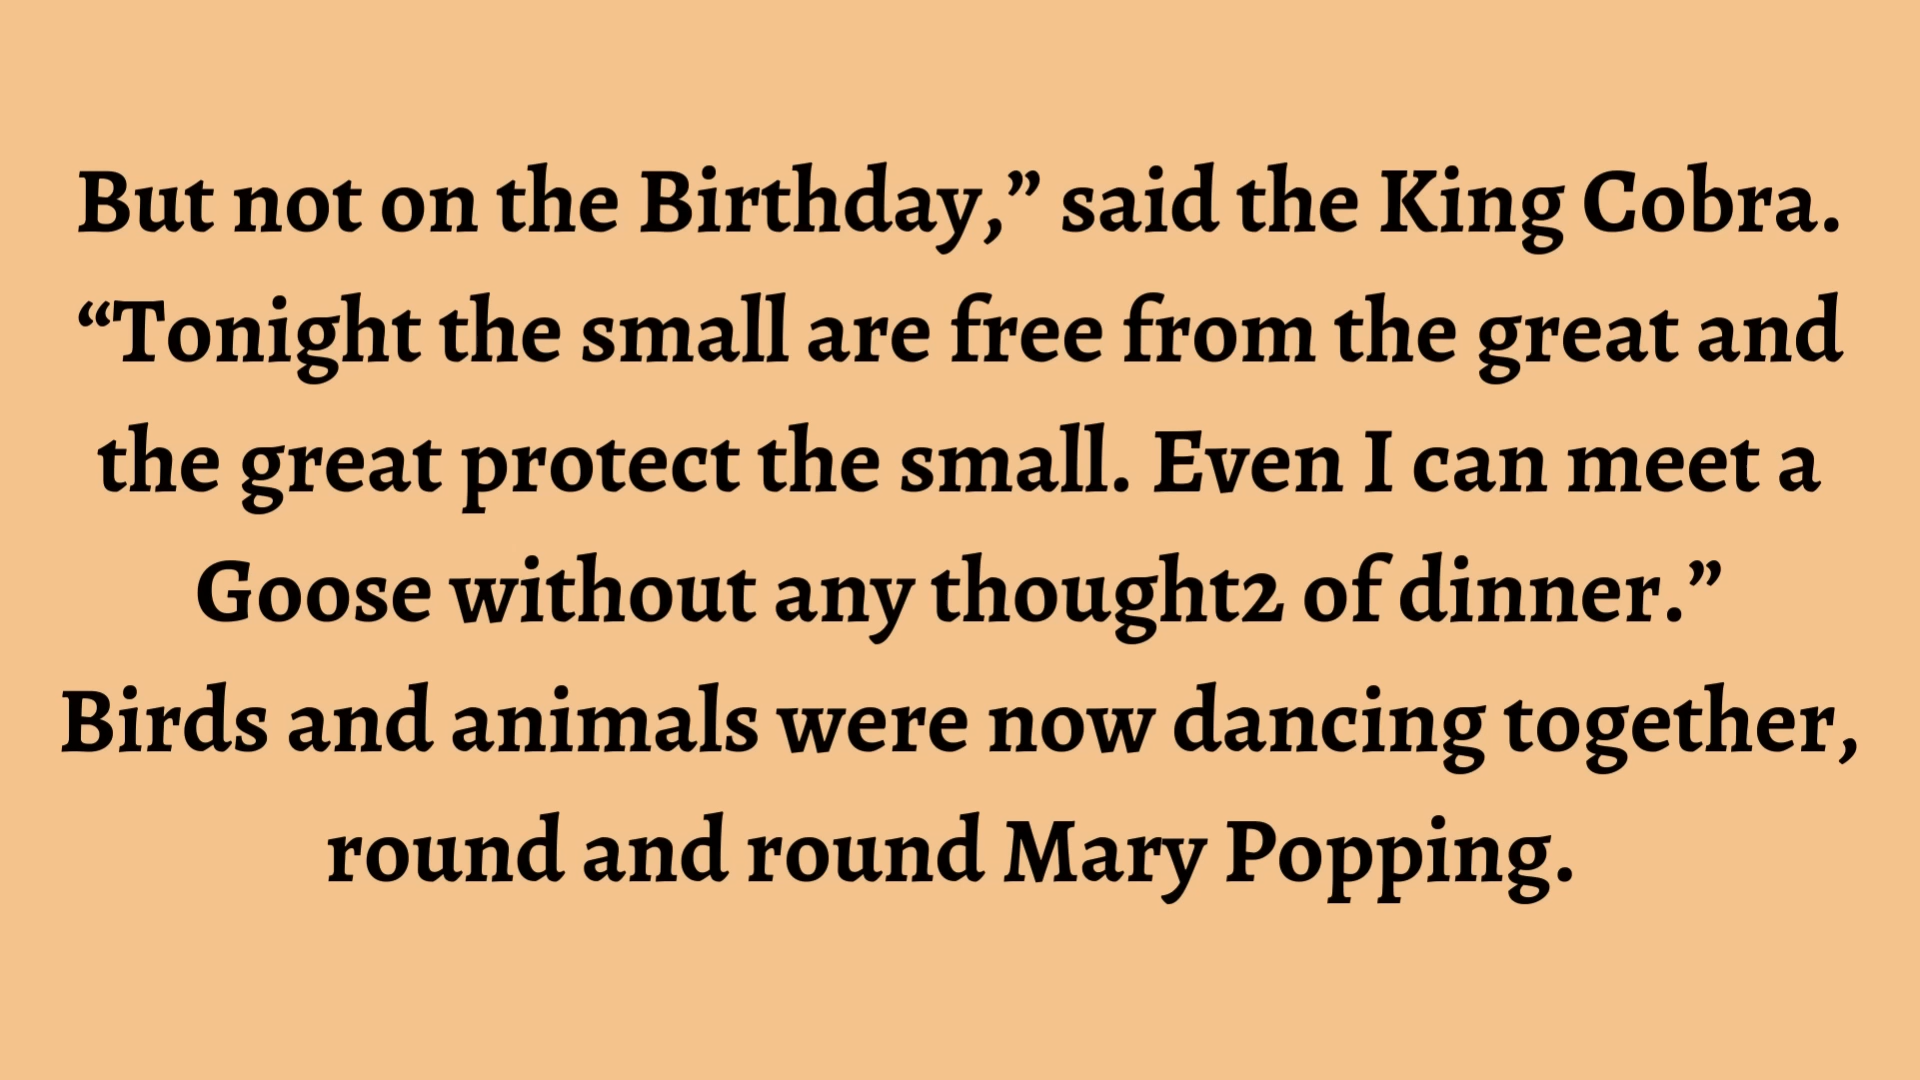 But not on the Birthday,” said the King Cobra.
“Tonight the small are free from the great and
the great protect the small. Even I can meet a
Goose without any thought2 of dinner.”
Birds and animals were now dancing together,
round and round Mary Popping.